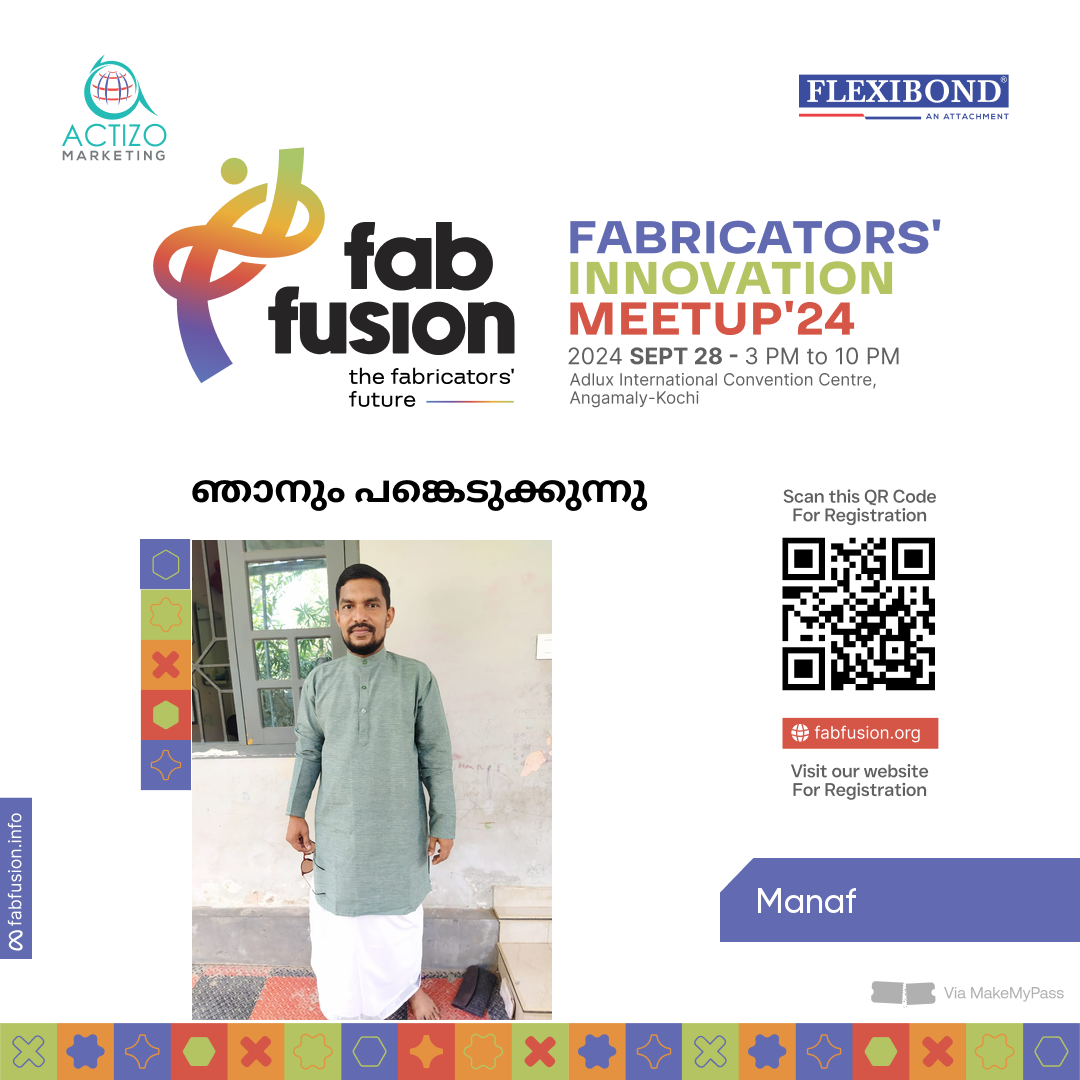 ACTIZO
MARKETING
FLEXIBOND®
AN ATTACHMENT
fab
fusion
the fabricators'
future
FABRICATORS'
INNOVATION
MEETUP'24
2024 SEPT 28 - 3 PM to 10 PM
Adlux International Convention Centre,
Angamaly-Kochi
ഞാനും പങ്കെടുക്കുന്നു
Scan this QR Code
For Registration
fabfusion.org
Visit our website
For Registration
fabfusion.info
Manaf
Via MakeMyPass